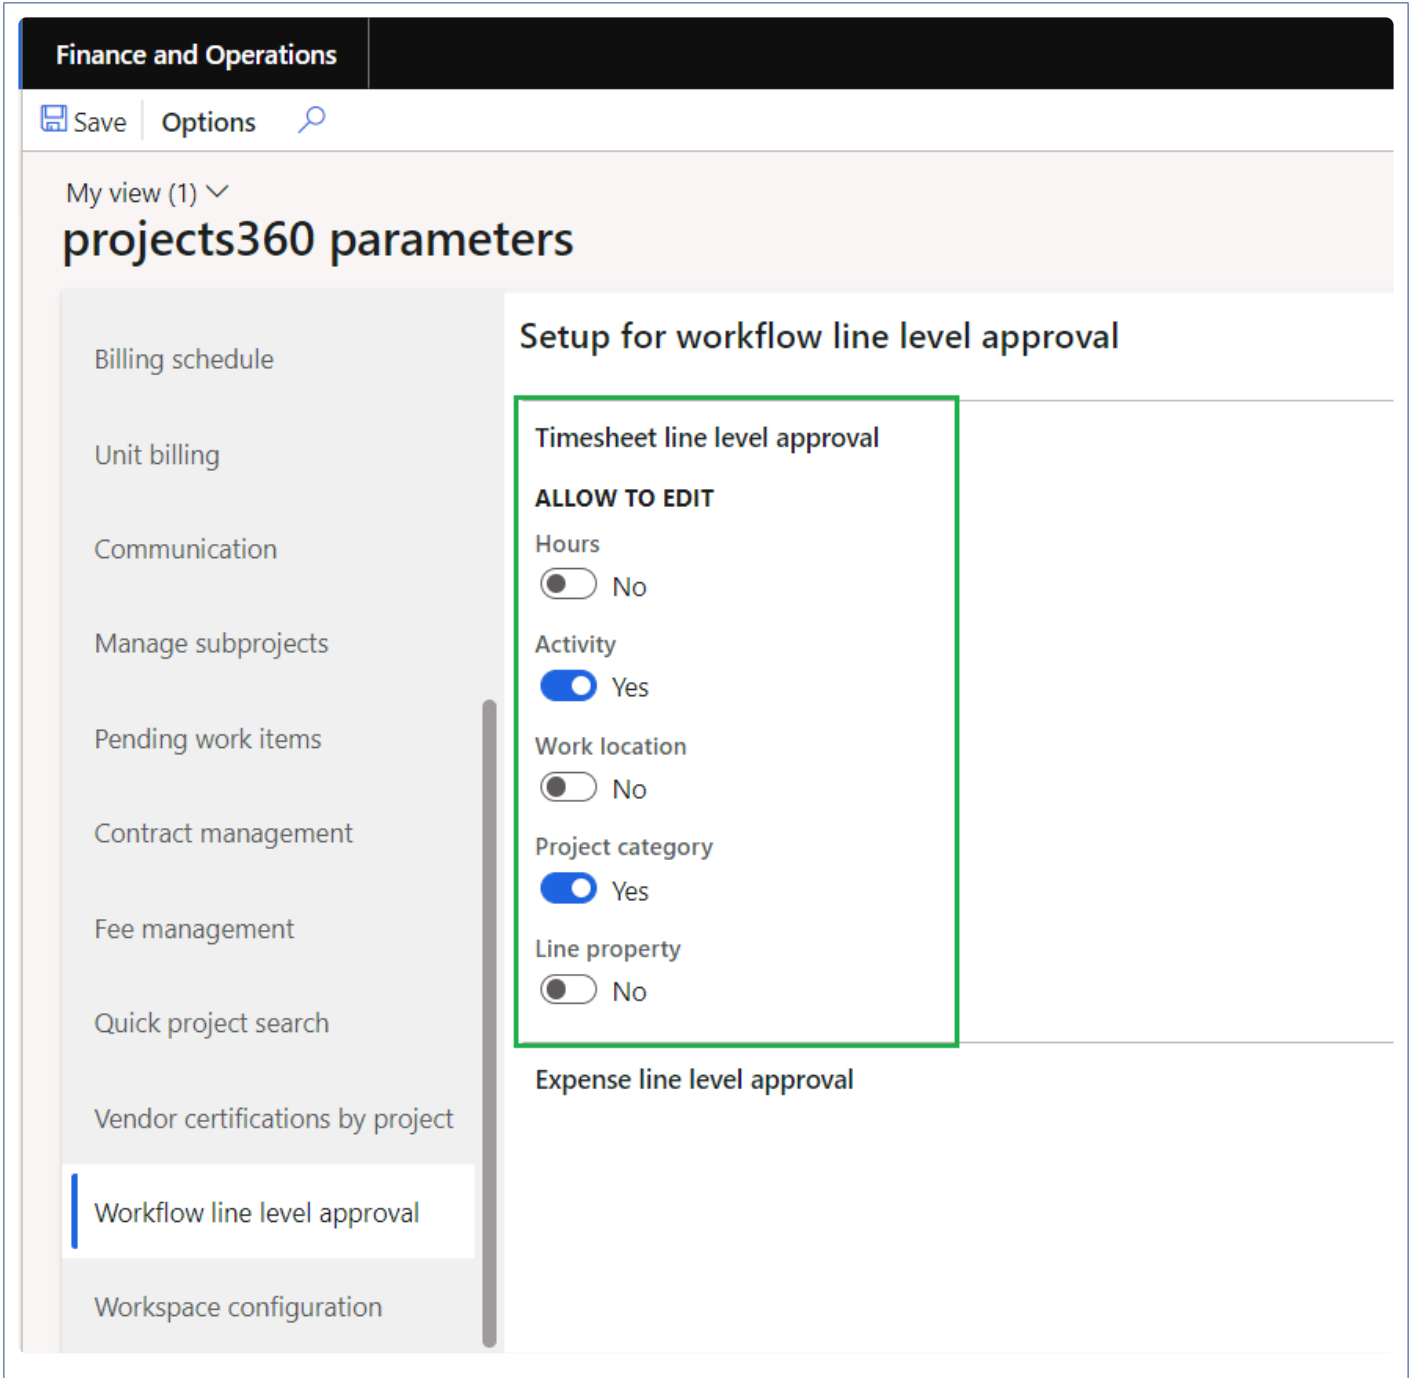 Finance and Operations
Save
Options
My view (1)
projects360 parameters
Billing schedule
Unit billing
Communication
Manage subprojects
Pending work items
Contract management
Fee management
Quick project search
Vendor certifications by project
Workflow line level approval
Workspace configuration
Setup for workflow line level approval
Timesheet line level approval
ALLOW TO EDIT
Hours
No
Activity
Yes
Work location
No
Project category
Yes
Line property
No
Expense line level approval